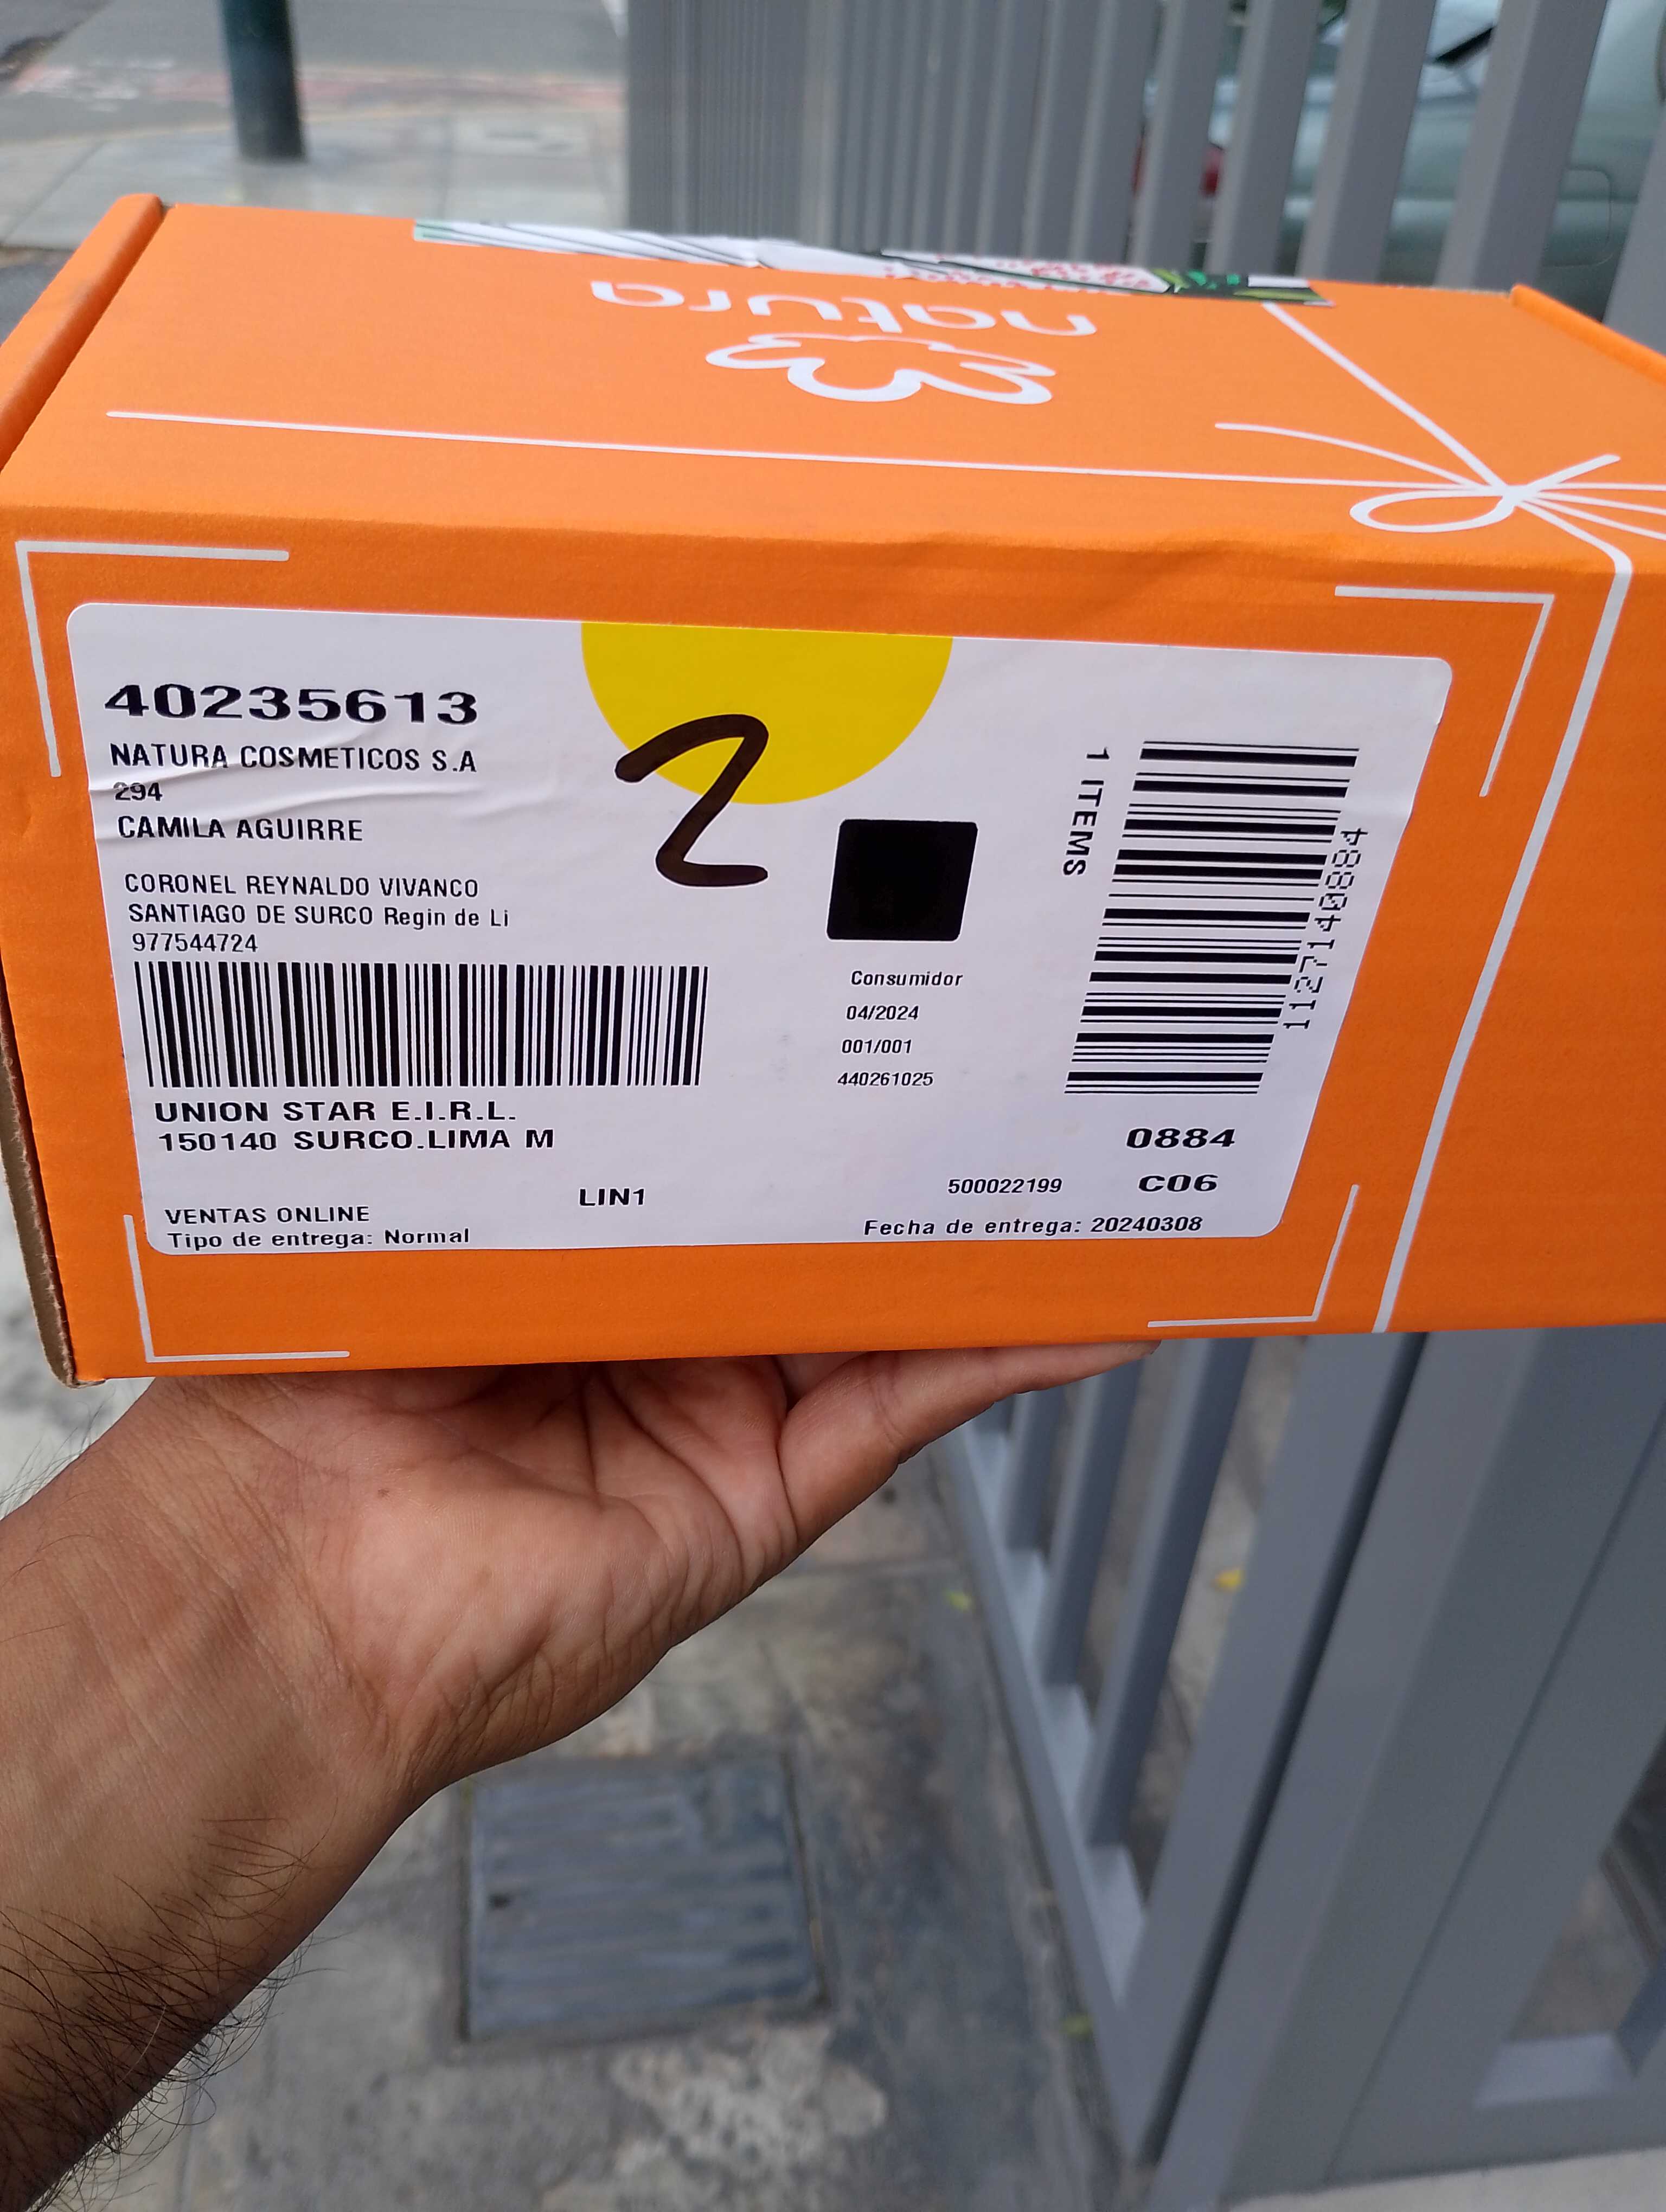 natura
40235613
NATURA COSMETICOS S.A
294
CAMILA AGUIRRE
2
CORONEL REYNALDO VIVANCO
SANTIAGO DE SURCO Regin de Li
977544724
1 ITEMS
1127144884
Consumidor
04/2024
001/001
440261025
UNION STAR E.I.R.L.
150140 SURCO.LIMA M
0884
LIN1
500022199
C06
VENTAS ONLINE
Tipo de entrega: Normal
Fecha de entrega: 20240308